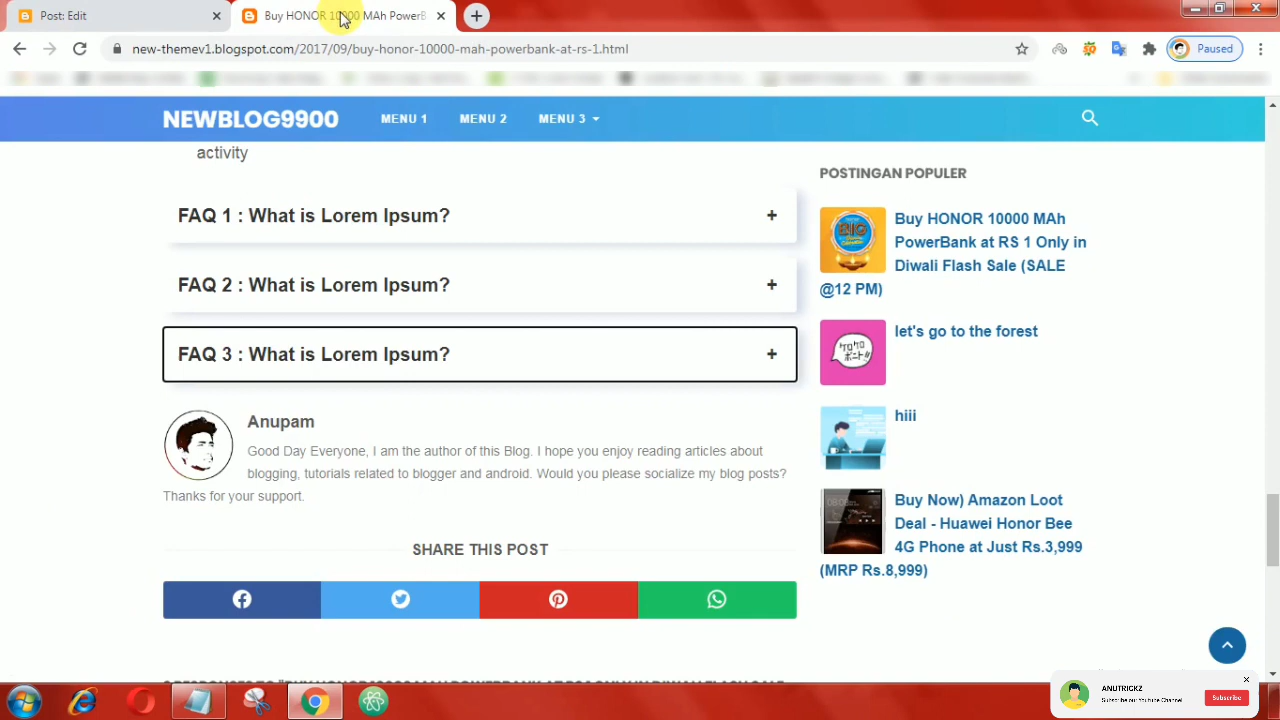 Post: Edit
Buy HONOR 10000 MAh PowerB
new-themev1.blogspot.com/2017/09/buy-honor-10000-mah-powerbank-at-rs-1.html
Paused
NEWBLOG9900
MENU 1
MENU 2
MENU 3
activity
FAQ 1 : What is Lorem Ipsum?
+
FAQ 2 : What is Lorem Ipsum?
+
FAQ 3 : What is Lorem Ipsum?
+
Anupam
Good Day Everyone, I am the author of this Blog. I hope you enjoy reading articles about
blogging, tutorials related to blogger and android. Would you please socialize my blog posts?
Thanks for your support.
SHARE THIS POST
POSTINGAN POPULER
Buy HONOR 10000 MAh
PowerBank at RS 1 Only in
Diwali Flash Sale (SALE
@12 PM)
let's go to the forest
hiii
Buy Now) Amazon Loot
Deal - Huawei Honor Bee
4G Phone at Just Rs.3,999
(MRP Rs.8,999)
ANUTRICKZ
Subscribe our Youtube Channel
Subscribe